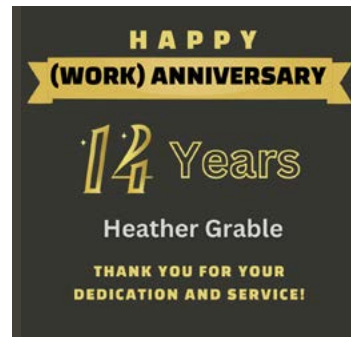 HAPPY
(WORK) ANNIVERSARY
14 Years
Heather Grable
THANK YOU FOR YOUR
DEDICATION AND SERVICE!